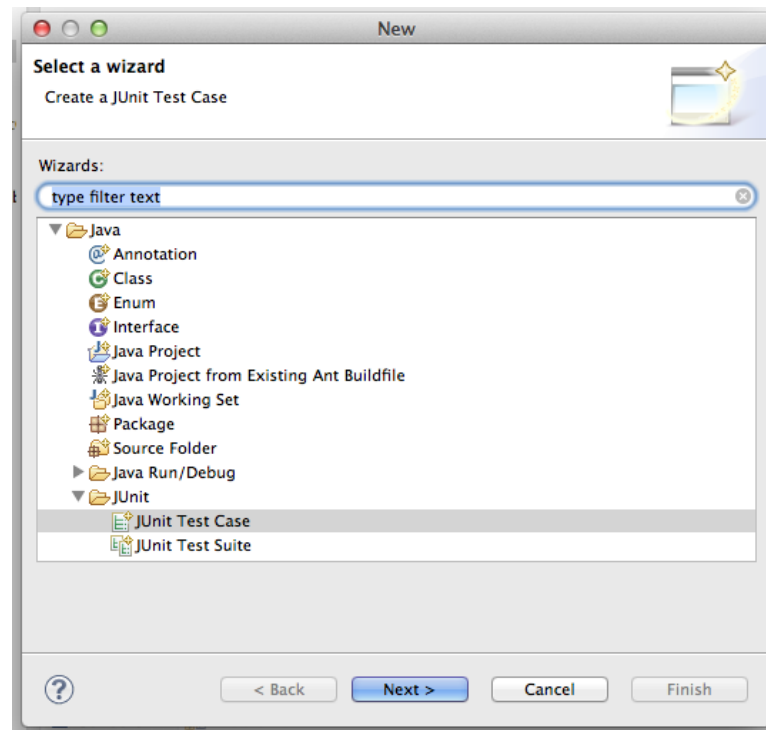 New
Select a wizard
Create a JUnit Test Case
Wizards:
type filter text
Java
Annotation
Class
Enum
Interface
Java Project
Java Project from Existing Ant Buildfile
Java Working Set
Package
Source Folder
Java Run/Debug
JUnit
JUnit Test Case
JUnit Test Suite
? < Back Next > Cancel Finish